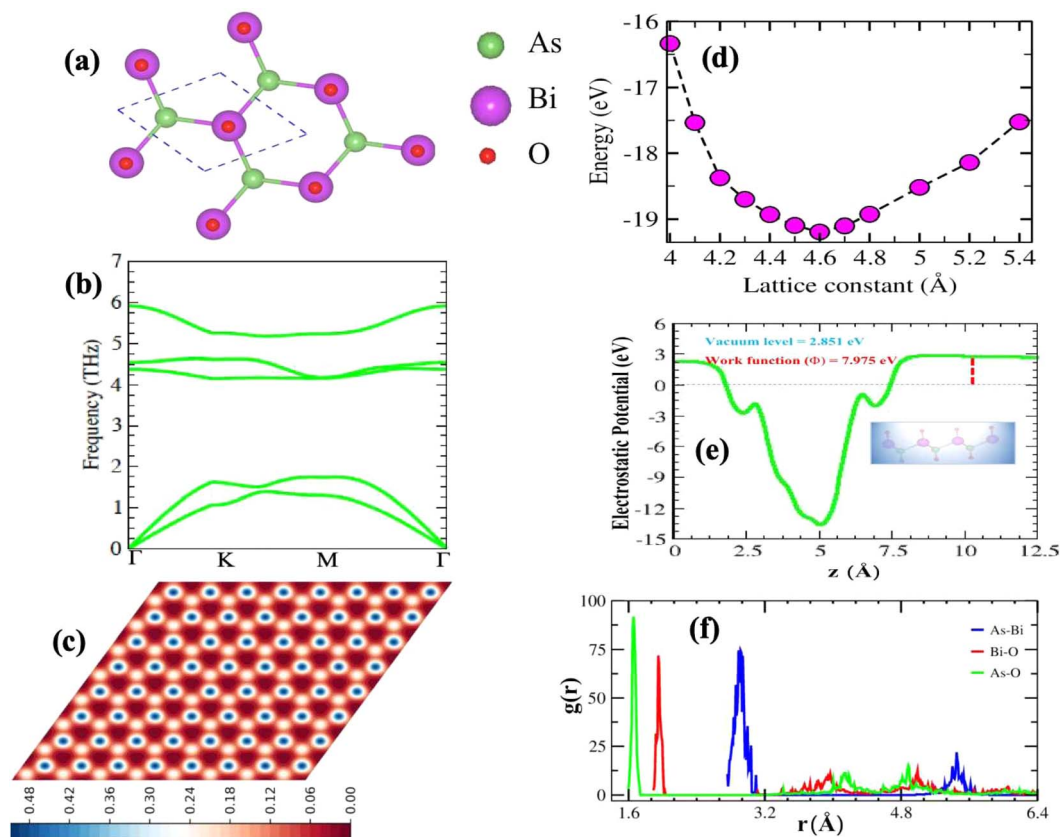 (a)
As
Bi
O
(b)
Frequency (THz)
7
6
5
4
3
2
1
0
Γ K M Γ
(c)
0.48 0.42 0.36 0.30 0.24 0.18 0.12 0.06 0.00
(d)
Energy (eV)
-16
-17
-18
-19
4 4.2 4.4 4.6 4.8 5 5.2 5.4
Lattice constant (Å)
(e)
Electrostatic Potential (eV)
6
3
0
-3
-6
-9
-12
-15
Vacuum level = 2.851 eV
Work function (Φ) = 7.975 eV
0 2.5 5 7.5 10 12.5
z (Å)
(f)
g(r)
100
75
50
25
0
As-Bi
Bi-O
As-O
1.6 3.2 4.8 6.4
r(Å)